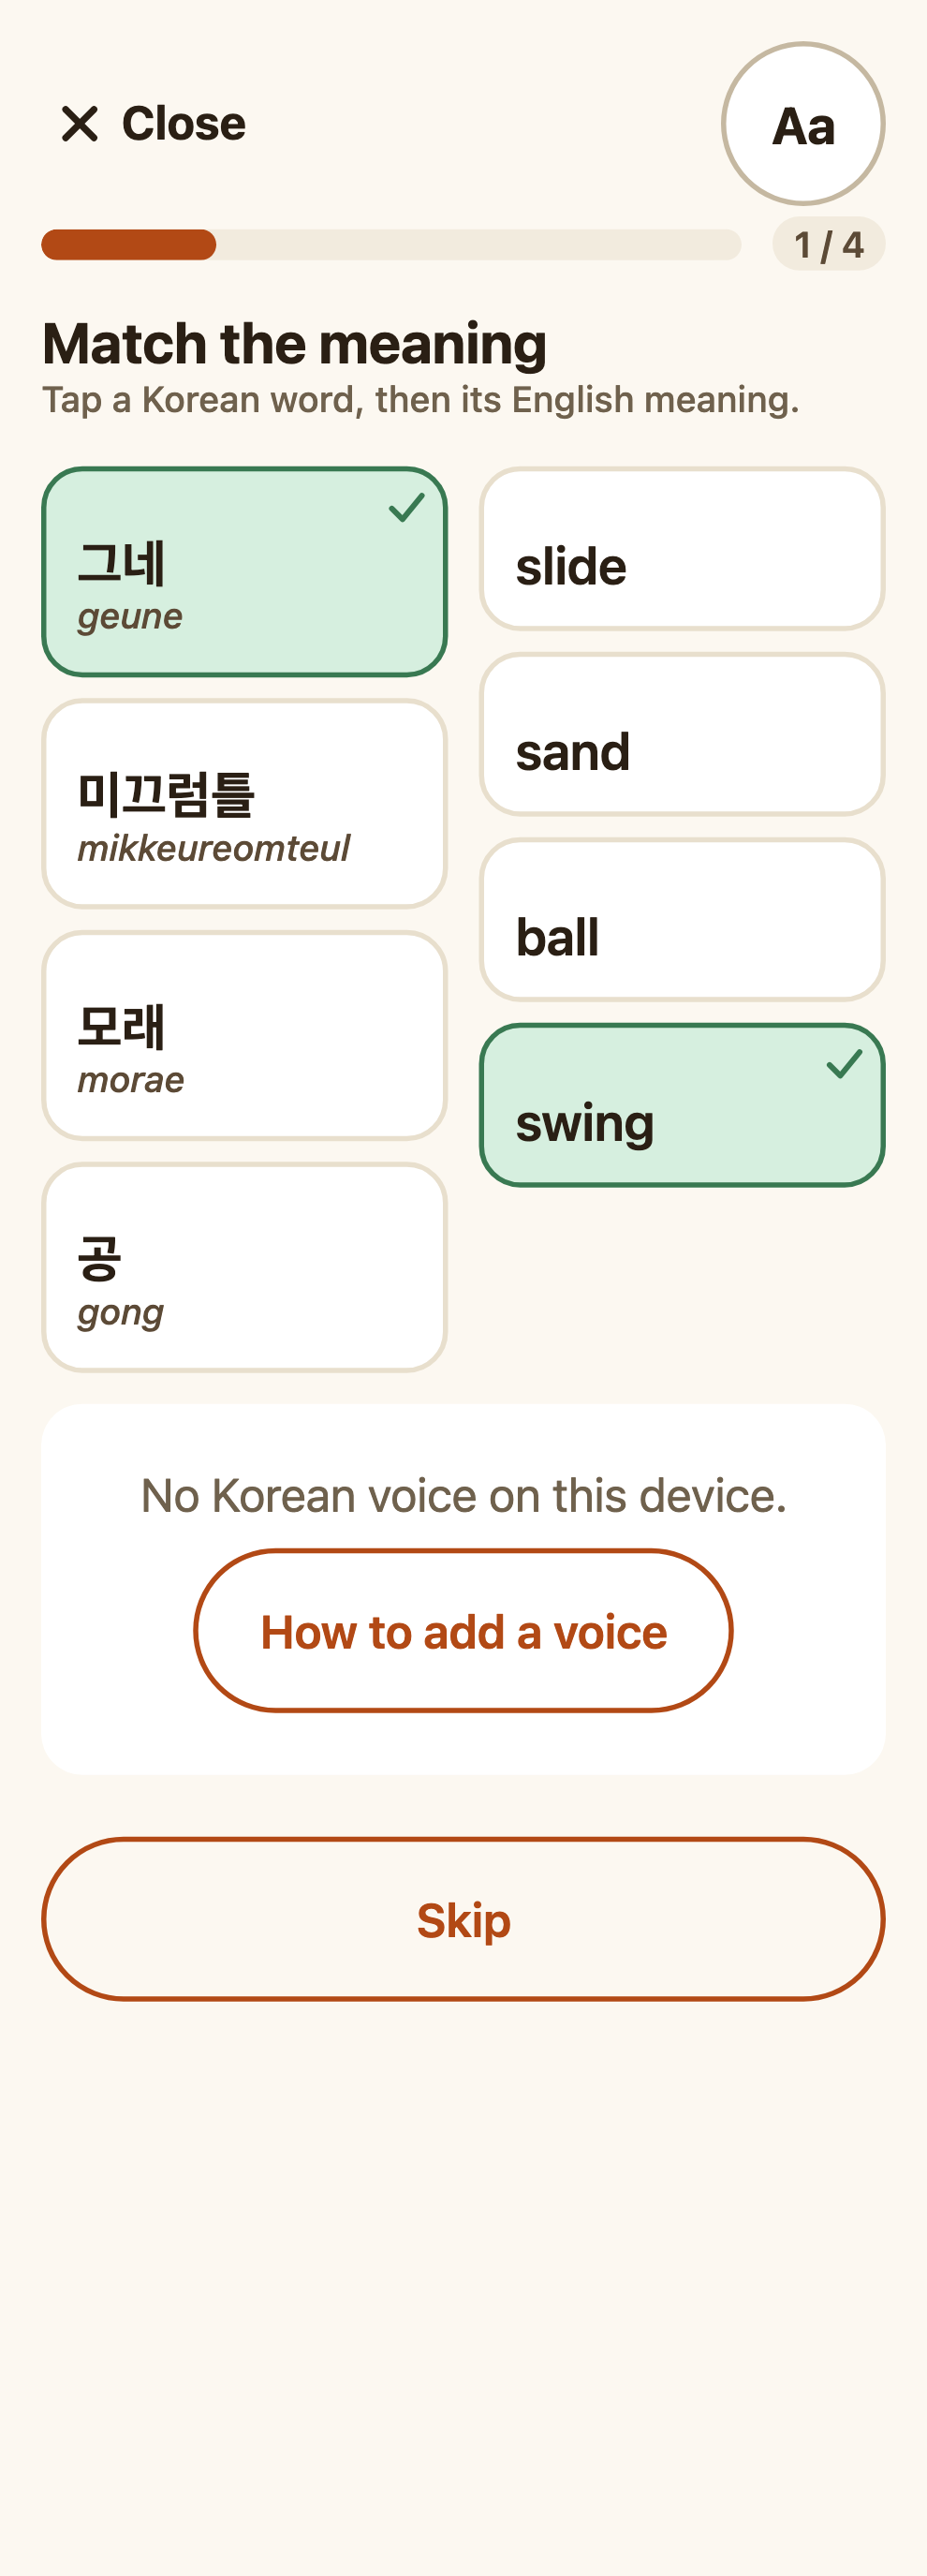 Close
Aa
1 / 4
Match the meaning
Tap a Korean word, then its English meaning.
그네
geune
미끄럼틀
mikkeureomteul
모래
morae
공
gong
slide
sand
ball
swing
No Korean voice on this device.
How to add a voice
Skip